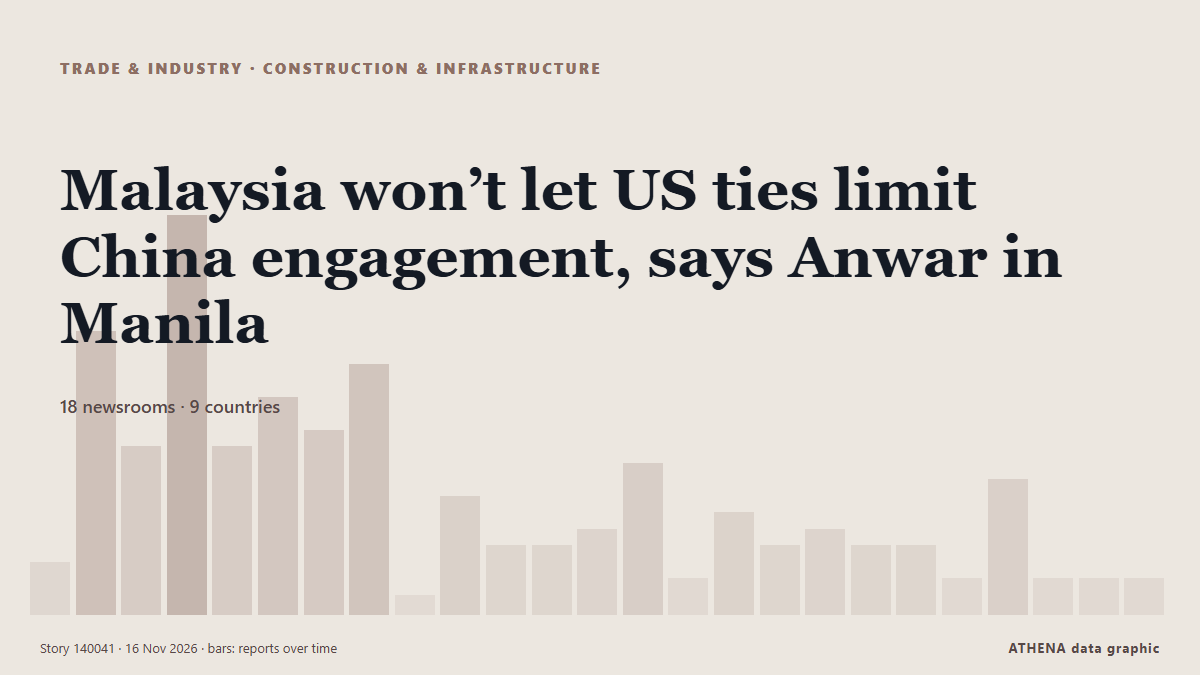 TRADE & INDUSTRY · CONSTRUCTION & INFRASTRUCTURE
Malaysia won’t let US ties limit
China engagement, says Anwar in
Manila
18 newsrooms · 9 countries
Story 140041 · 16 Nov 2026 · bars: reports over time
ATHENA data graphic